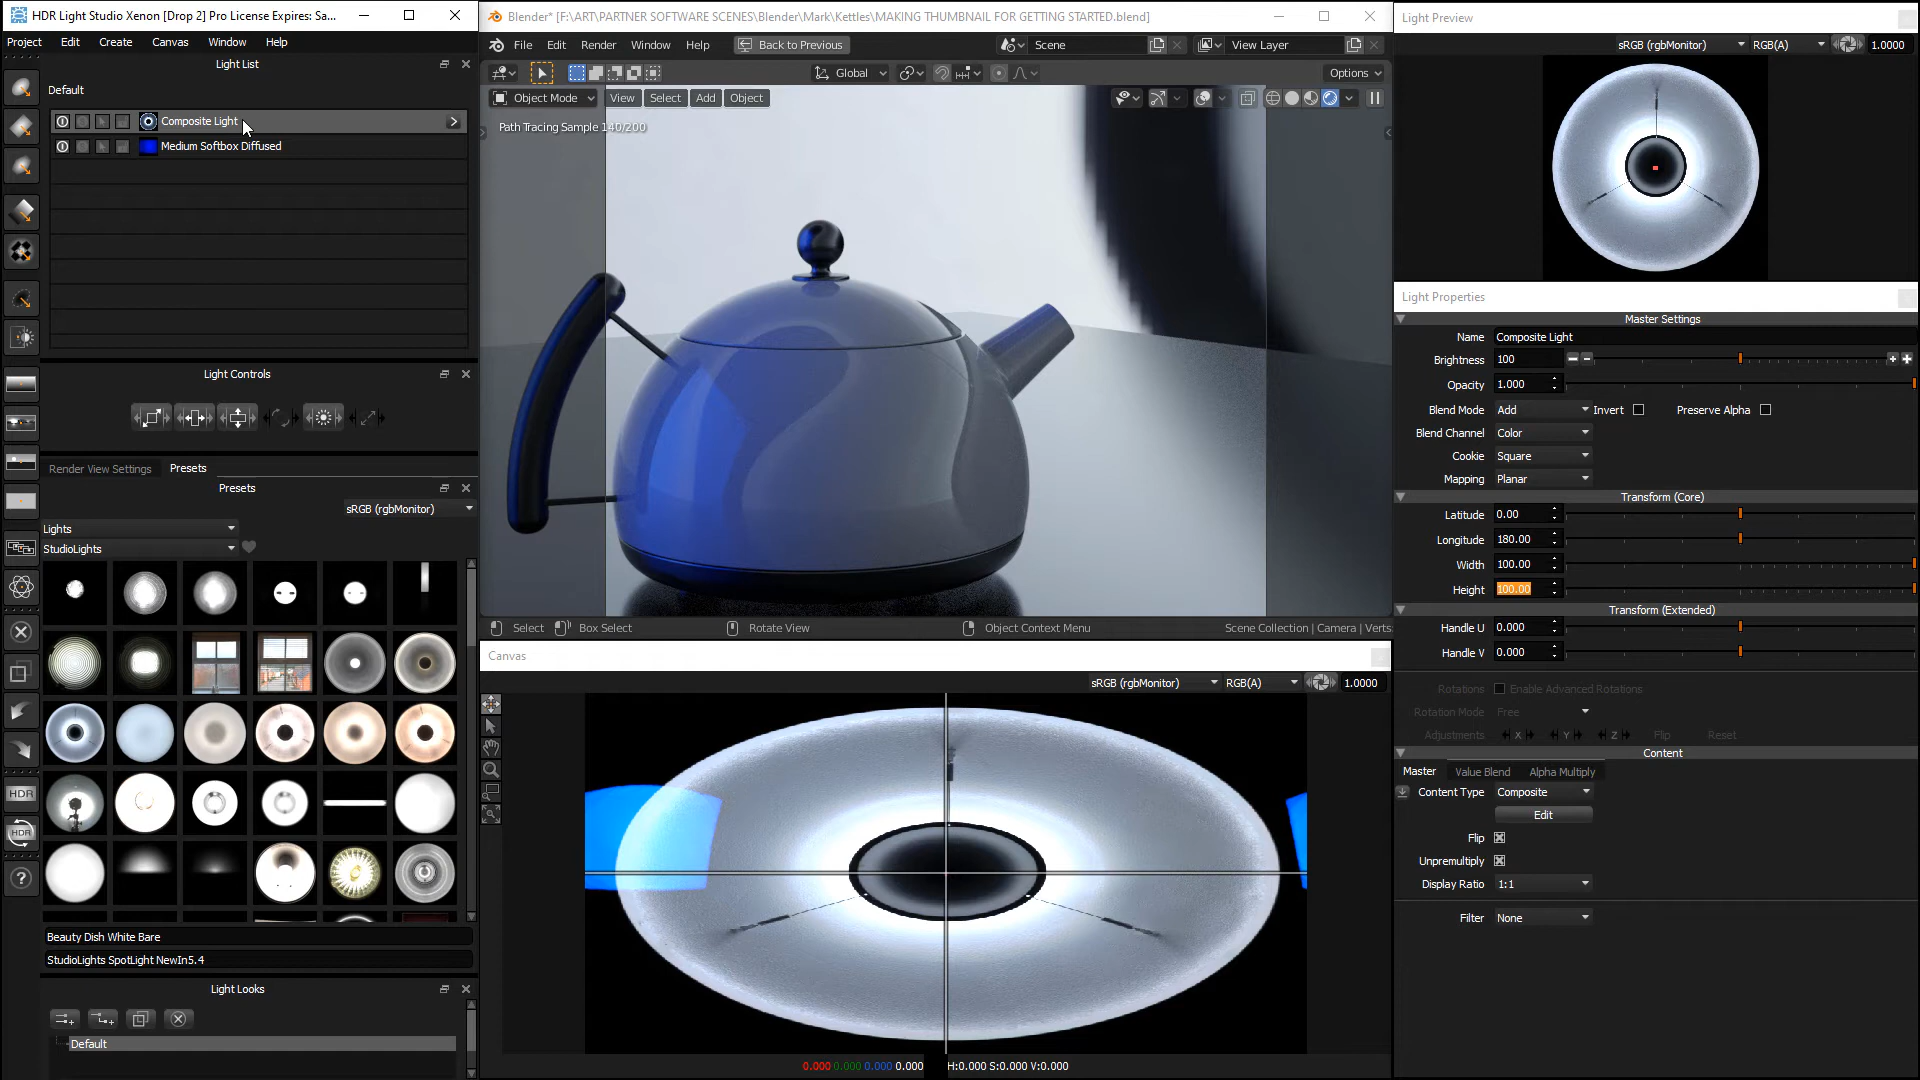 HDR Light Studio Xenon [Drop 2] Pro License Expires: Sa...
Project Edit Create Canvas Window Help
Light List
Default
Composite Light
Medium Softbox Diffused
Light Controls
Render View Settings Presets
Presets
sRGB (rgbMonitor)
Lights
StudioLights
HDR
HDR
Beauty Dish White Bare
StudioLights SpotLight NewIn5.4
Light Looks
Default
Blender* [F:\ART\PARTNER SOFTWARE SCENES\Blender\Mark\Kettles\MAKING THUMBNAIL FOR GETTING STARTED.blend]
File Edit Render Window Help Back to Previous Scene View Layer
Global Options
Object Mode View Select Add Object
Path Tracing Sample 140/200
Select Box Select Rotate View Object Context Menu Scene Collection | Camera | Verts:
Canvas
sRGB (rgbMonitor) RGB(A) 1.0000
0.000 0.000 0.000 0.000 H:0.000 S:0.000 V:0.000
Light Preview
sRGB (rgbMonitor) RGB(A) 1.0000
Light Properties
Master Settings
Name Composite Light
Brightness 100
Opacity 1.000
Blend Mode Add Invert Preserve Alpha
Blend Channel Color
Cookie Square
Mapping Planar
Transform (Core)
Latitude 0.00
Longitude 180.00
Width 100.00
Height 100.00
Transform (Extended)
Handle U 0.000
Handle V 0.000
Rotations Enable Advanced Rotations
Rotation Mode Free
Adjustments X Y Z Flip Reset
Content
Master Value Blend Alpha Multiply
Content Type Composite
Edit
Flip
Unpremultiply
Display Ratio 1:1
Filter None